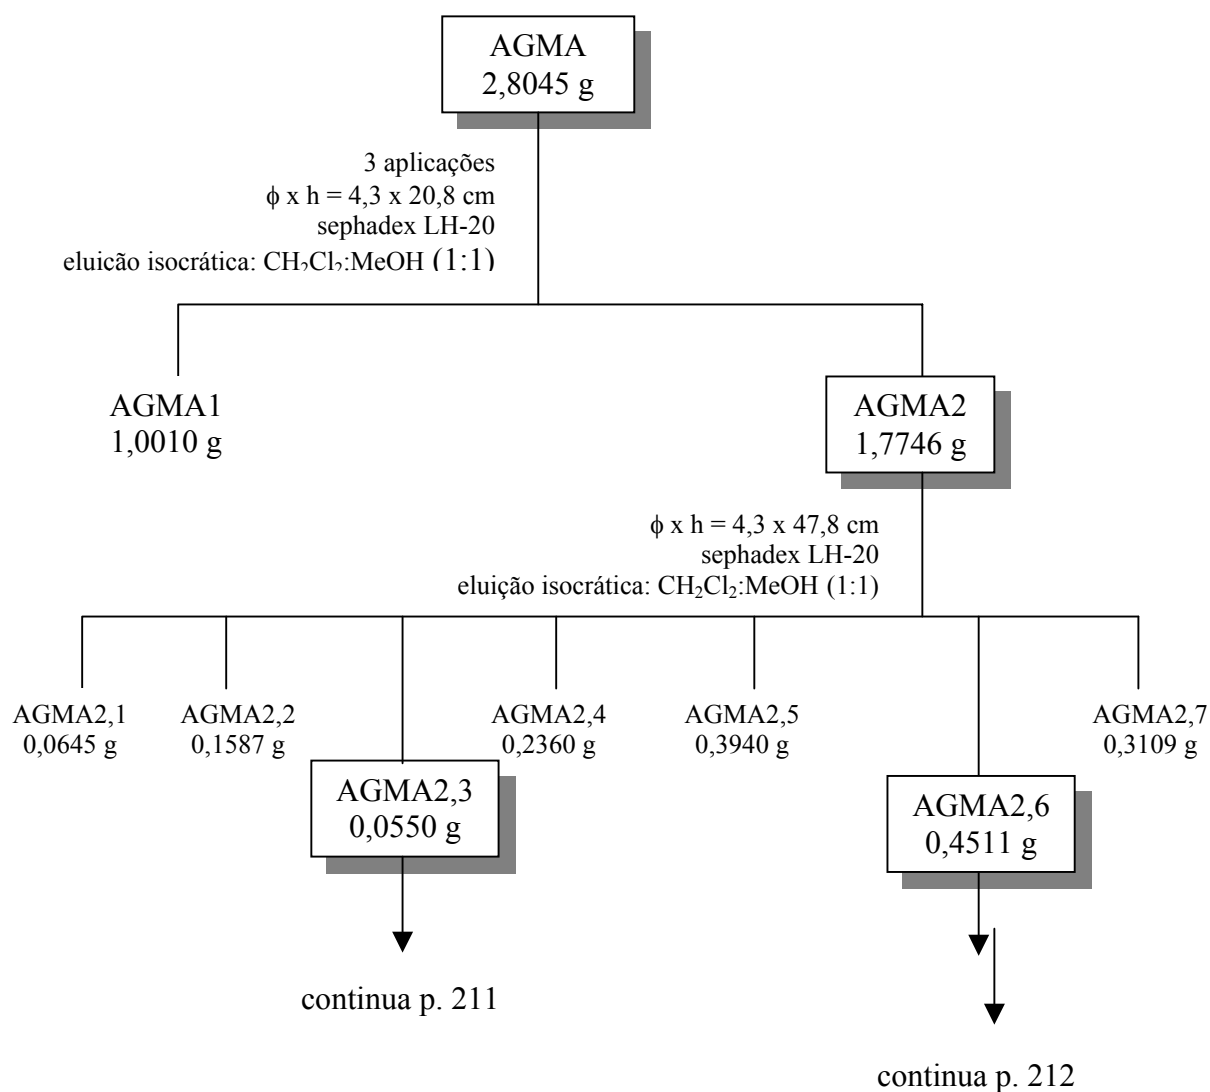 AGMA
2,8045 g
3 aplicações
ϕ x h = 4,3 x 20,8 cm
sephadex LH-20
eluicão isocrática: CH₂Cl₂:MeOH (1:1)
AGMA1
1,0010 g
AGMA2
1,7746 g
ϕ x h = 4,3 x 47,8 cm
sephadex LH-20
eluição isocrática: CH₂Cl₂:MeOH (1:1)
AGMA2,1
0,0645 g
AGMA2,2
0,1587 g
AGMA2,3
0,0550 g
AGMA2,4
0,2360 g
AGMA2,5
0,3940 g
AGMA2,6
0,4511 g
AGMA2,7
0,3109 g
continua p. 211
continua p. 212